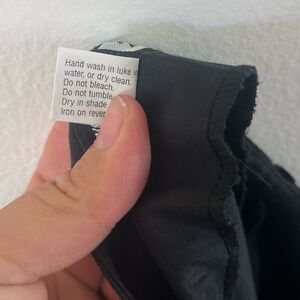 Hand wash in luke w
water, or dry clean.
Do not bleach.
Do not tumble
Dry in shade
Iron on rever